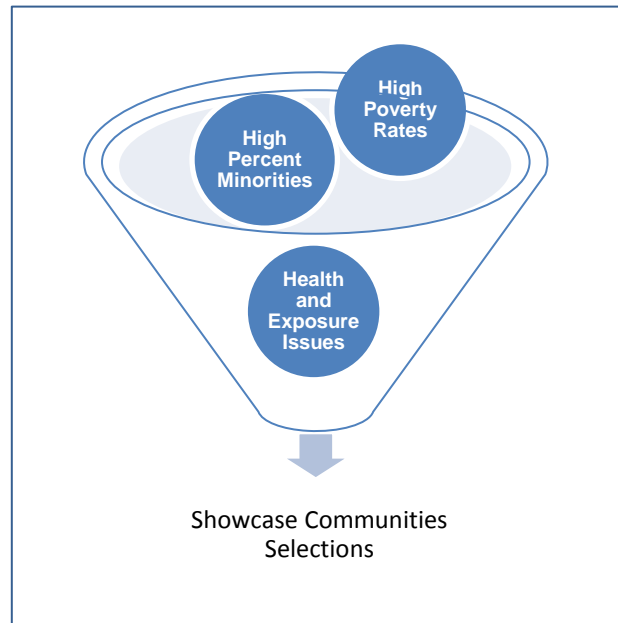 High
Poverty
Rates
High
Percent
Minorities
Health
and
Exposure
Issues
Showcase Communities
Selections